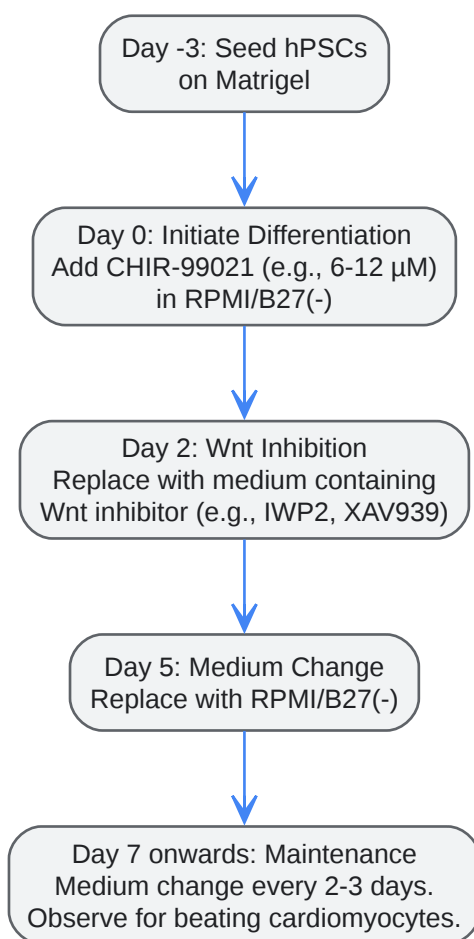 Day -3: Seed hPSCs
on Matrigel
Day 0: Initiate Differentiation
Add CHIR-99021 (e.g., 6-12 µM)
in RPMI/B27(-)
Day 2: Wnt Inhibition
Replace with medium containing
Wnt inhibitor (e.g., IWP2, XAV939)
Day 5: Medium Change
Replace with RPMI/B27(-)
Day 7 onwards: Maintenance
Medium change every 2-3 days.
Observe for beating cardiomyocytes.